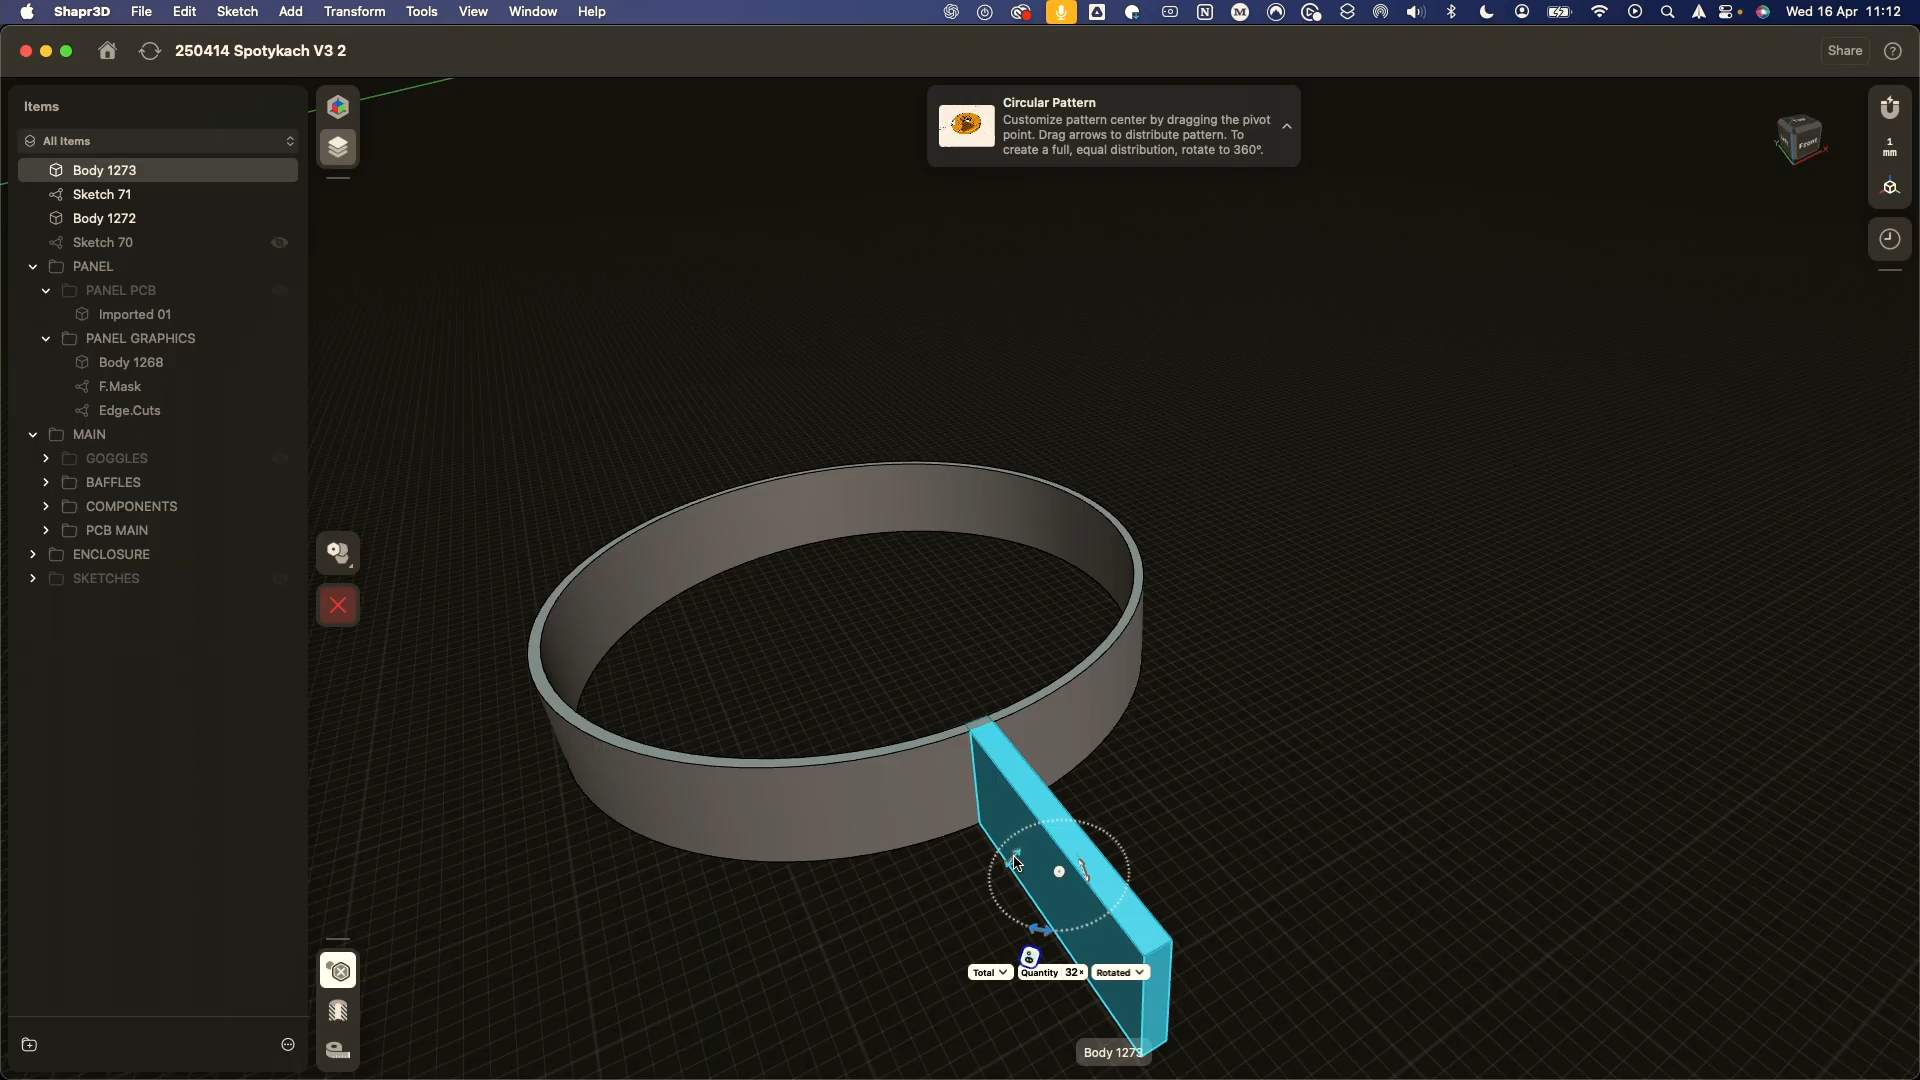 Shapr3D File Edit Sketch Add Transform Tools View Window Help Wed 16 Apr 11:12
250414 Spotykach V3 2
Share
Items
All Items
Body 1273
Sketch 71
Body 1272
Sketch 70
PANEL
PANEL PCB
Imported 01
PANEL GRAPHICS
Body 1268
F.Mask
Edge.Cuts
MAIN
GOGGLES
BAFFLES
COMPONENTS
PCB MAIN
ENCLOSURE
SKETCHES
Circular Pattern
Customize pattern center by dragging the pivot
point. Drag arrows to distribute pattern. To
create a full, equal distribution, rotate to 360°.
Front
1
mm
Total Quantity 32× Rotated
Body 1273